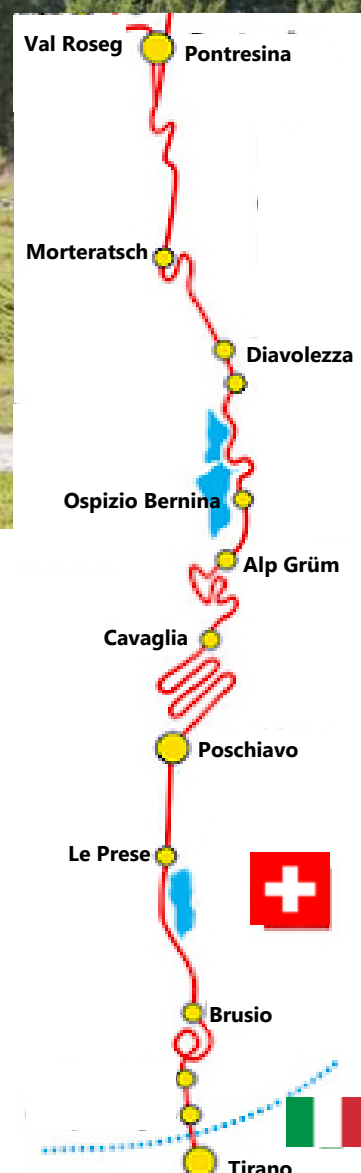 Val Roseg
Pontresina
Morteratsch
Diavolezza
Ospizio Bernina
Alp Grüm
Cavaglia
Poschiavo
Le Prese
Brusio
Tirano